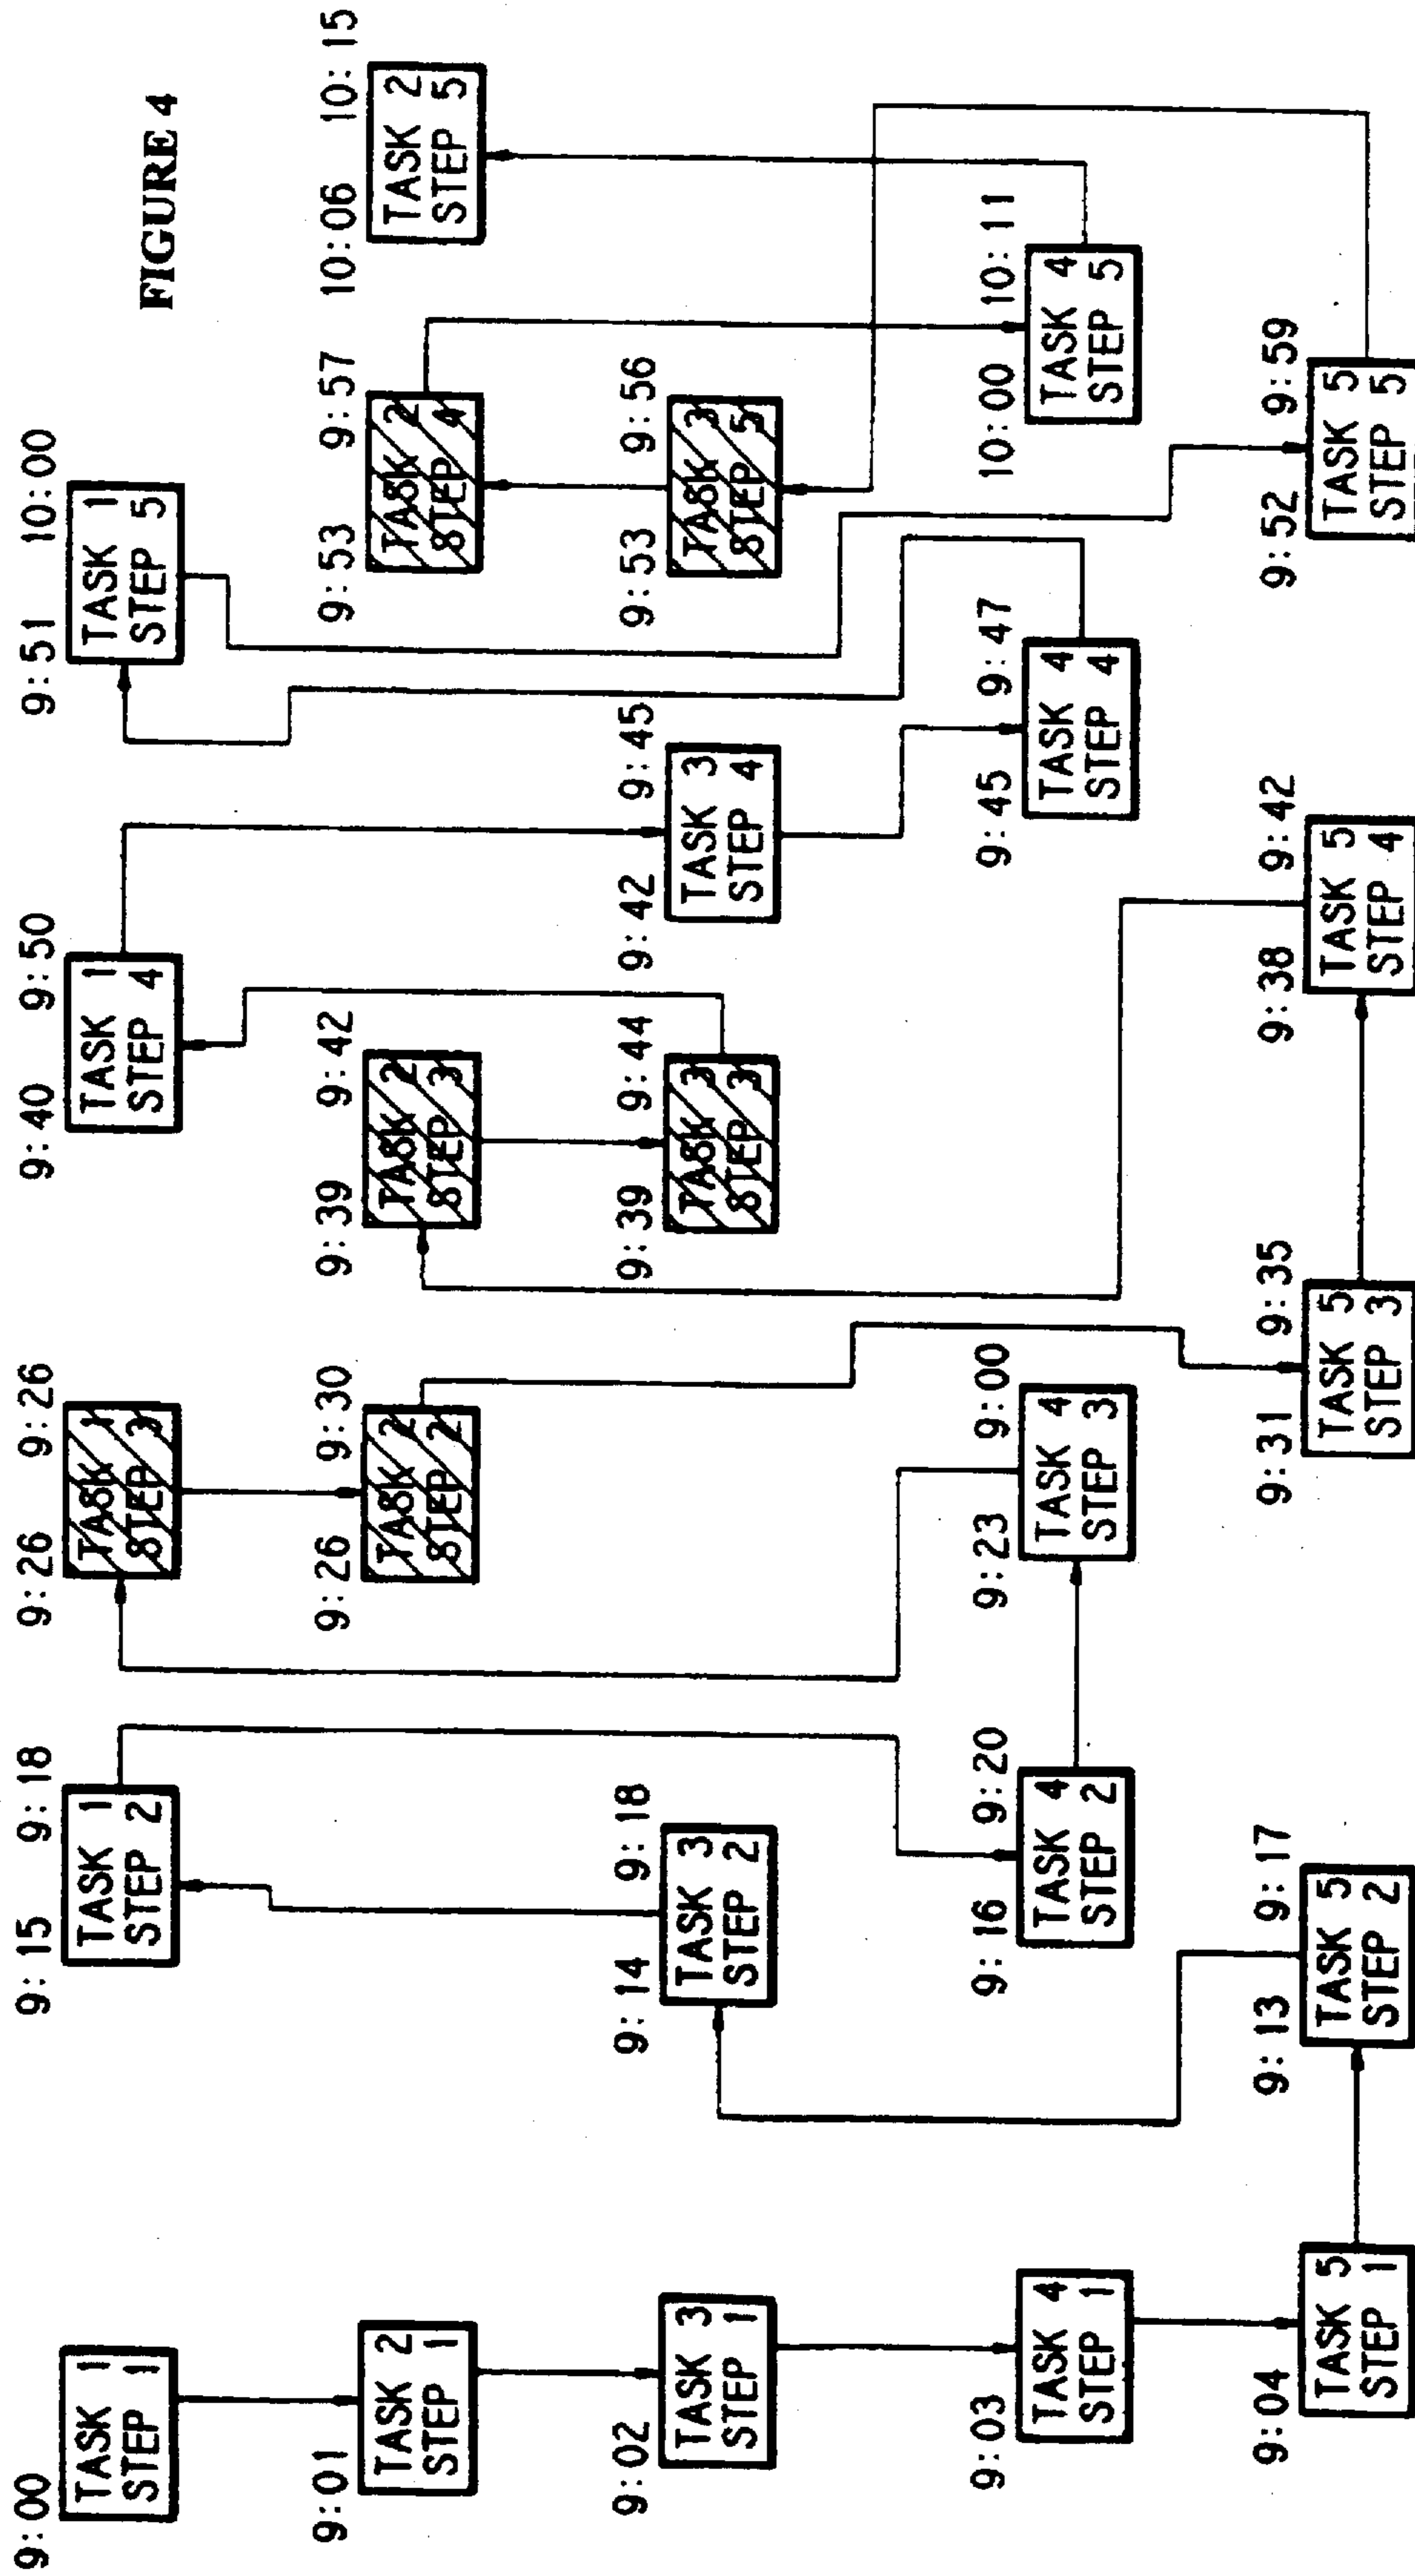 FIGURE 4
9:00
TASK 1
STEP 1
9:15 9:18
TASK 1
STEP 2
9:26 9:26
TASK 1
STEP 3
9:40 9:50
TASK 1
STEP 4
9:51 10:00
TASK 1
STEP 5
9:01
TASK 2
STEP 1
9:26 9:30
TASK 2
STEP 2
9:39 9:42
TASK 2
STEP 3
9:53 9:57
TASK 2
STEP 4
10:06 10:15
TASK 2
STEP 5
9:02
TASK 3
STEP 1
9:14 9:18
TASK 3
STEP 2
9:39 9:44
TASK 3
STEP 3
9:42 9:45
TASK 3
STEP 4
9:53 9:56
TASK 3
STEP 5
9:03
TASK 4
STEP 1
9:16 9:20
TASK 4
STEP 2
9:23 9:00
TASK 4
STEP 3
9:45 9:47
TASK 4
STEP 4
10:00 10:11
TASK 4
STEP 5
9:04
TASK 5
STEP 1
9:13 9:17
TASK 5
STEP 2
9:31 9:35
TASK 5
STEP 3
9:38 9:42
TASK 5
STEP 4
9:52 9:59
TASK 5
STEP 5